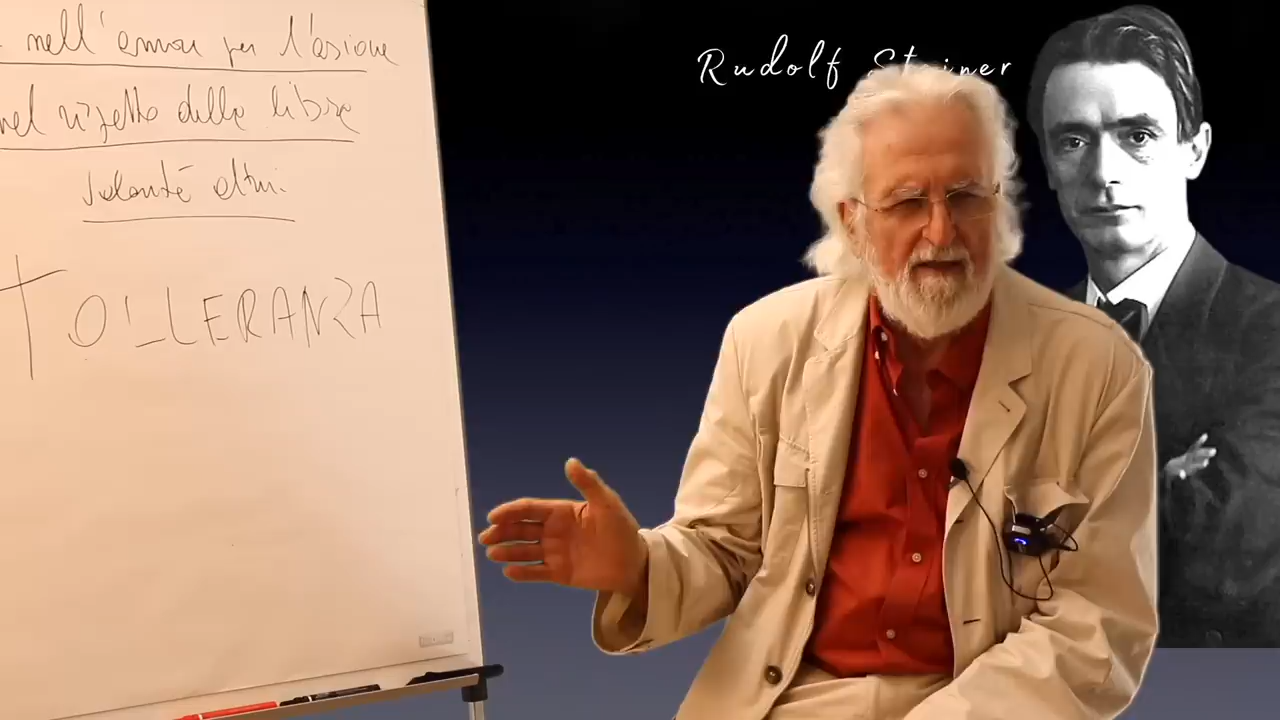 nell'amore per l'azione
nel rispetto della libera
volontà altrui.
TOLLERANZA
Rudolf Steiner